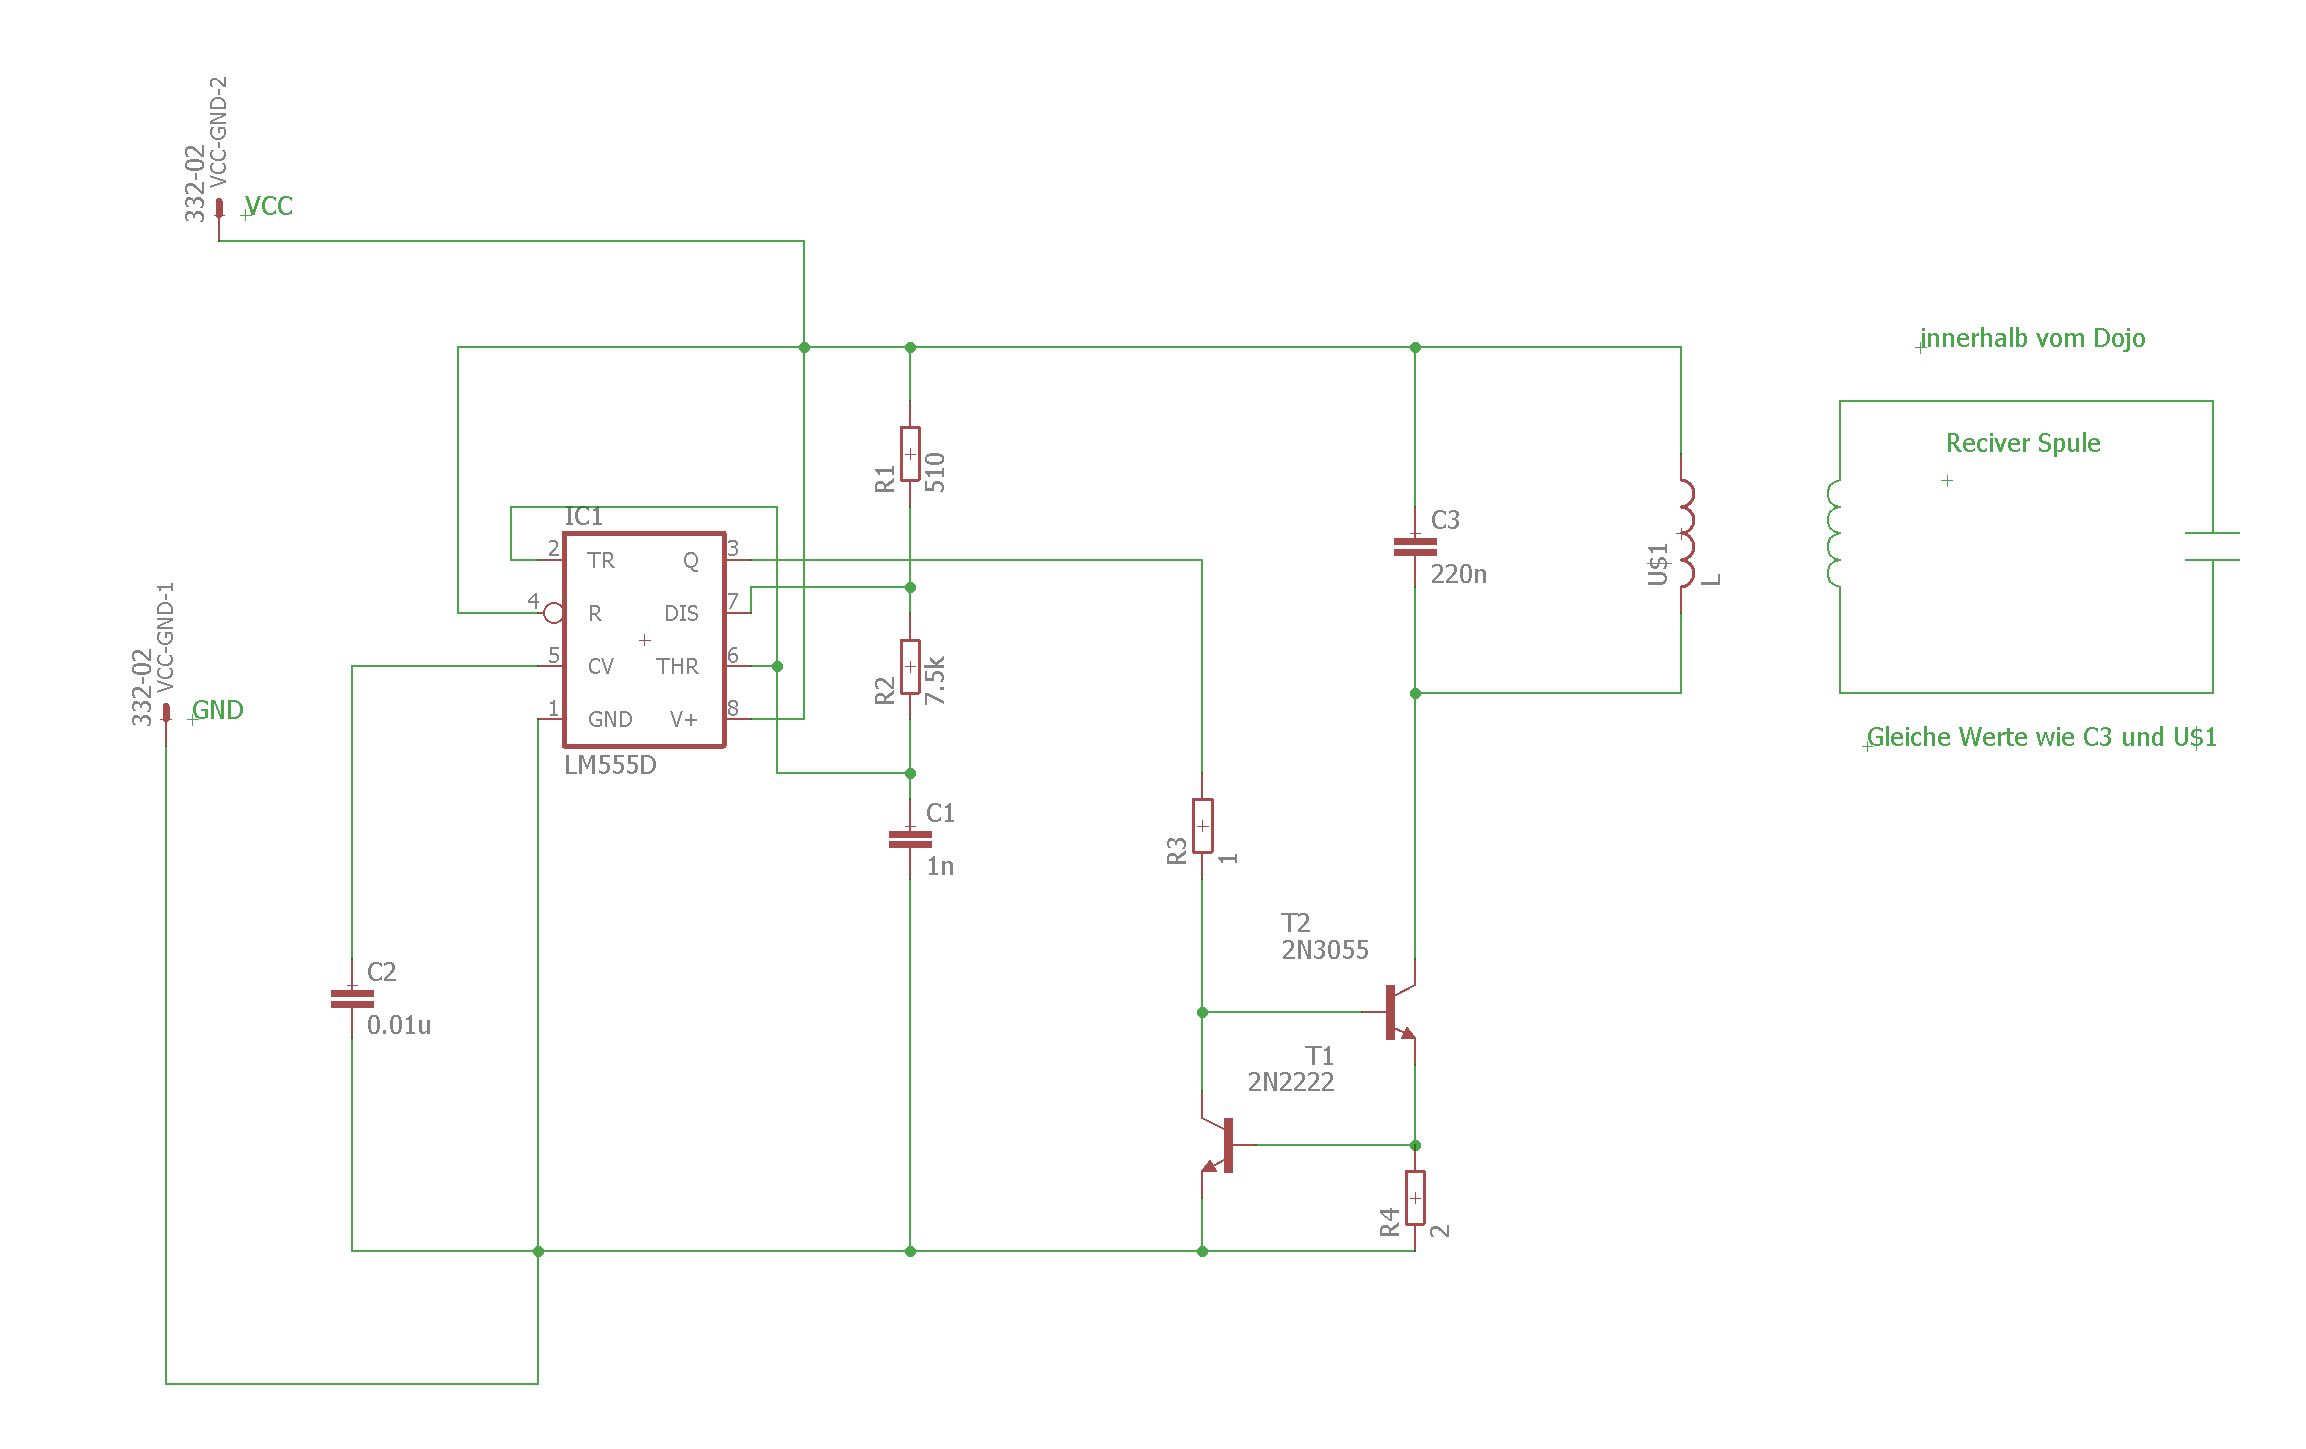 332-02
VCC-GND-2
VCC
innerhalb vom Dojo
Reciver Spule
R1
510
IC1
2
TR
Q
3
4
R
DIS
7
5
CV
THR
6
1
GND
V+
8
LM555D
C3
220n
U$1
L
332-02
VCC-GND-1
GND
R2
7.5k
Gleiche Werte wie C3 und U$1
C1
1n
R3
1
T2
2N3055
C2
0.01u
T1
2N2222
R4
2